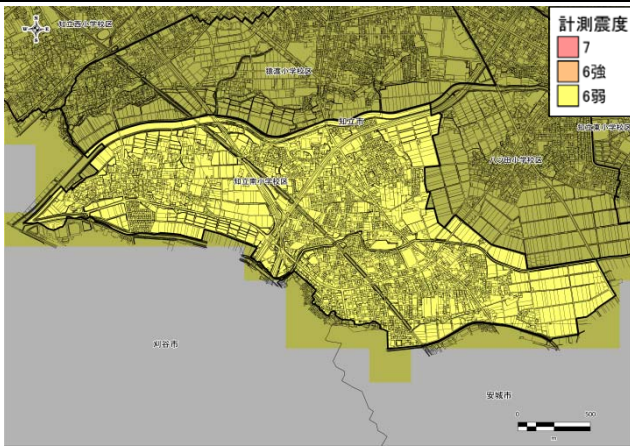 計測震度
7
6強
6弱
N
W
E
S
知立西小学校区
猿渡小学校区
知立市
知立東小学校区
八ツ田小学校区
知立南小学校区
刈谷市
安城市
0
500
m